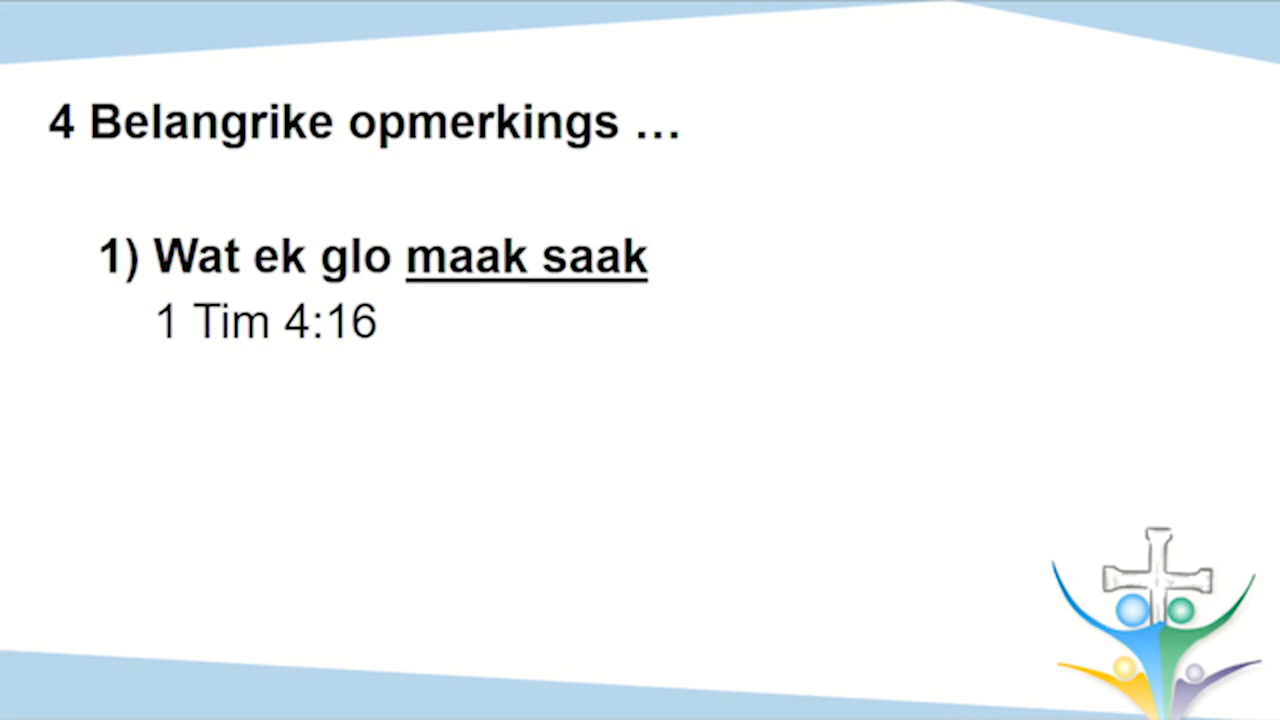 4 Belangrike opmerkings …
1) Wat ek glo maak saak
1 Tim 4:16